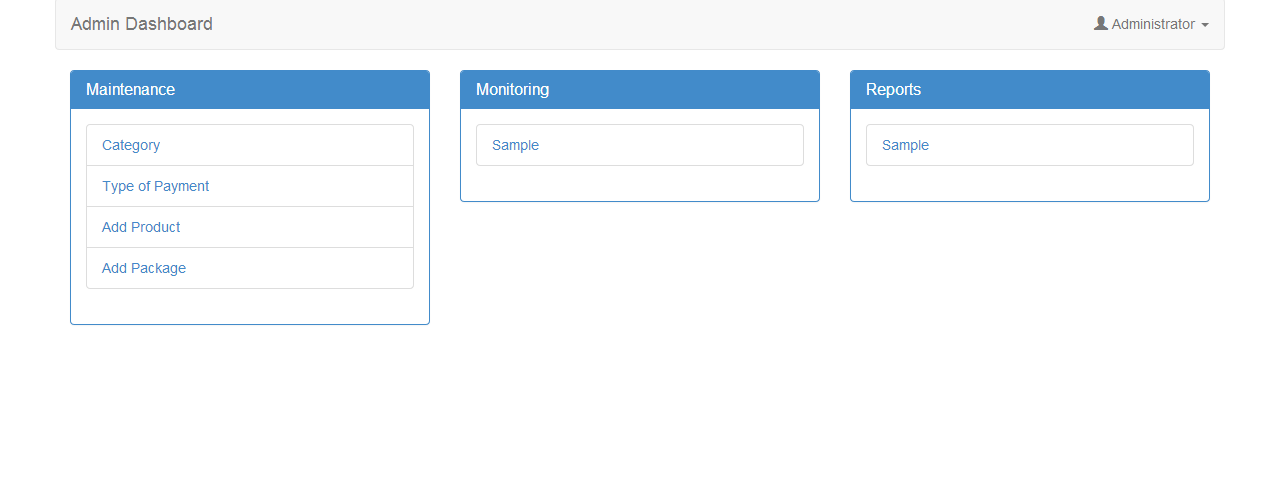 Admin Dashboard
Administrator
Maintenance
Category
Type of Payment
Add Product
Add Package
Monitoring
Sample
Reports
Sample